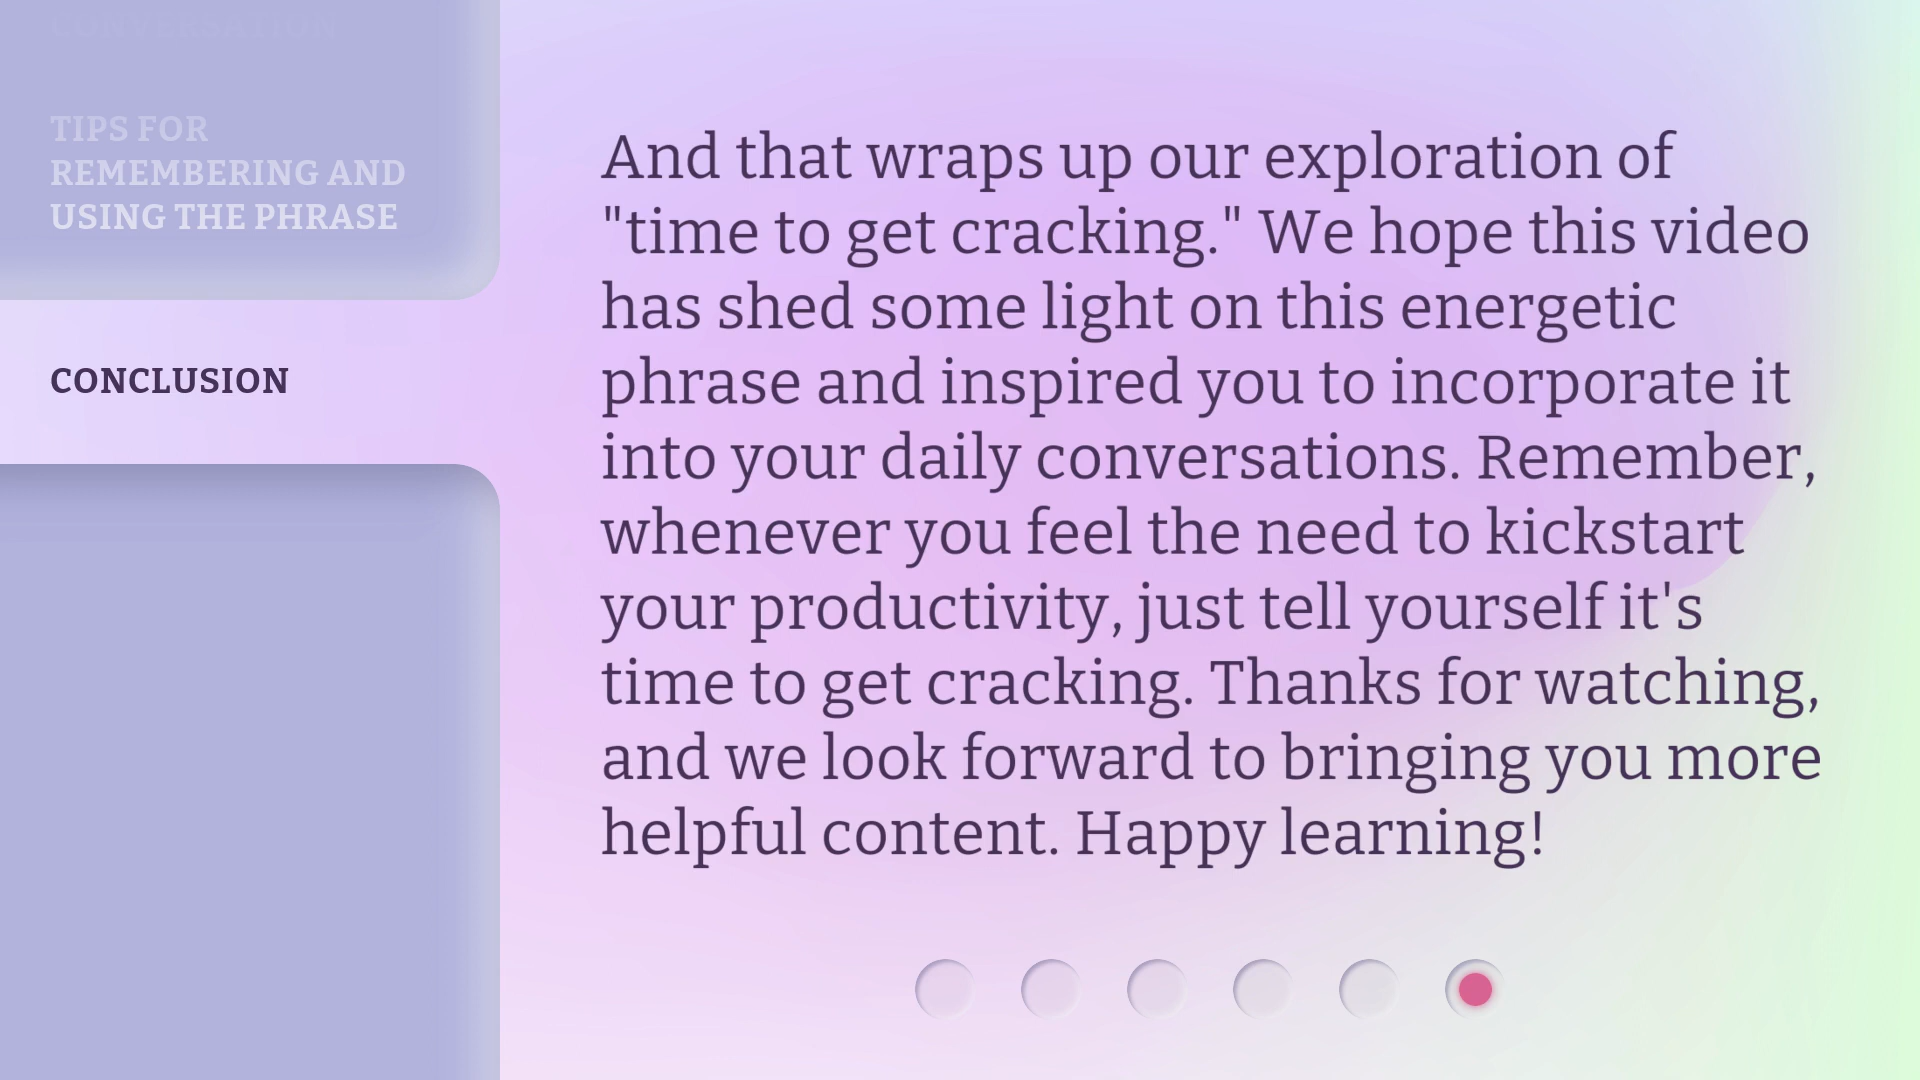 CONVERSATION
TIPS FOR
REMEMBERING AND
USING THE PHRASE
CONCLUSION
And that wraps up our exploration of
"time to get cracking." We hope this video
has shed some light on this energetic
phrase and inspired you to incorporate it
into your daily conversations. Remember,
whenever you feel the need to kickstart
your productivity, just tell yourself it's
time to get cracking. Thanks for watching,
and we look forward to bringing you more
helpful content. Happy learning!